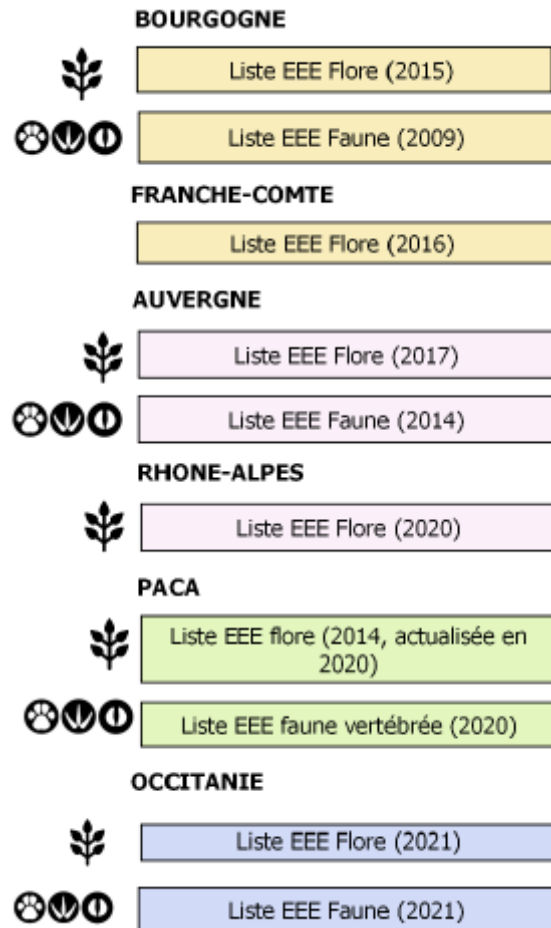 BOURGOGNE
Liste EEE Flore (2015)
Liste EEE Faune (2009)
FRANCHE-COMTE
Liste EEE Flore (2016)
AUVERGNE
Liste EEE Flore (2017)
Liste EEE Faune (2014)
RHONE-ALPES
Liste EEE Flore (2020)
PACA
Liste EEE flore (2014, actualisée en
2020)
Liste EEE faune vertébrée (2020)
OCCITANIE
Liste EEE Flore (2021)
Liste EEE Faune (2021)